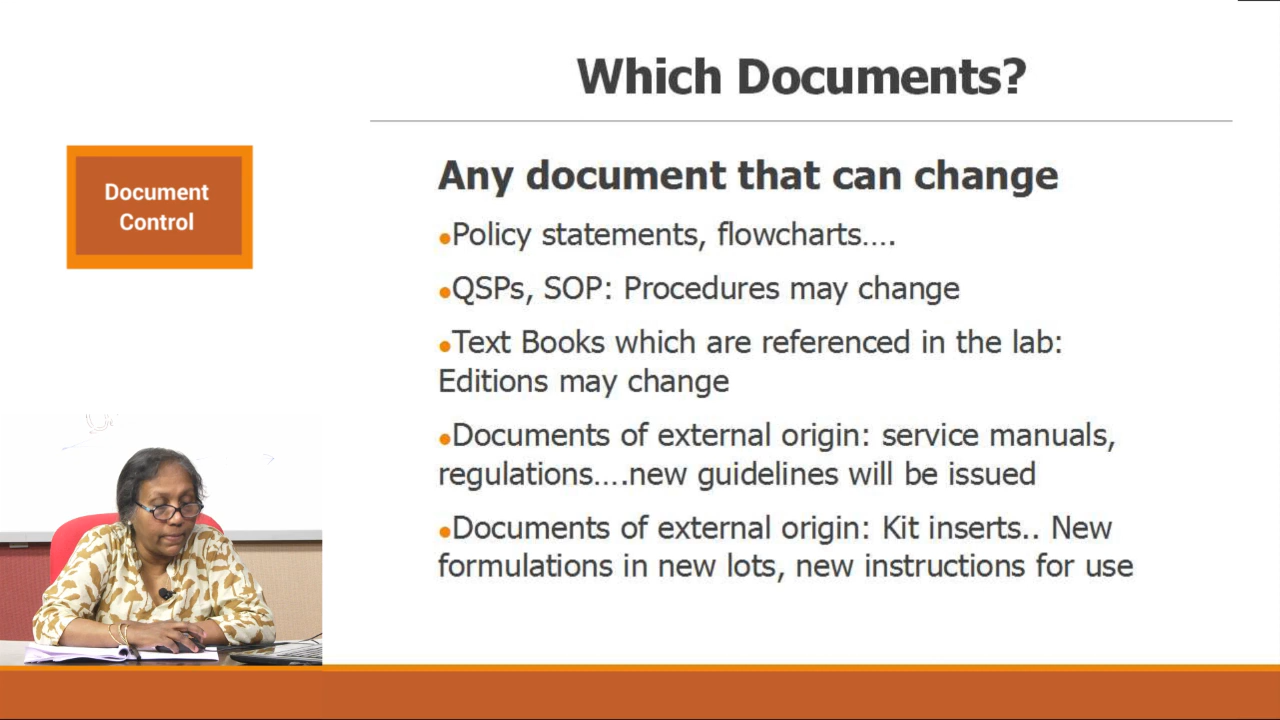 Which Documents?
Document
Control
Any document that can change
•Policy statements, flowcharts....
•QSPs, SOP: Procedures may change
•Text Books which are referenced in the lab:
Editions may change
•Documents of external origin: service manuals,
regulations....new guidelines will be issued
•Documents of external origin: Kit inserts.. New
formulations in new lots, new instructions for use